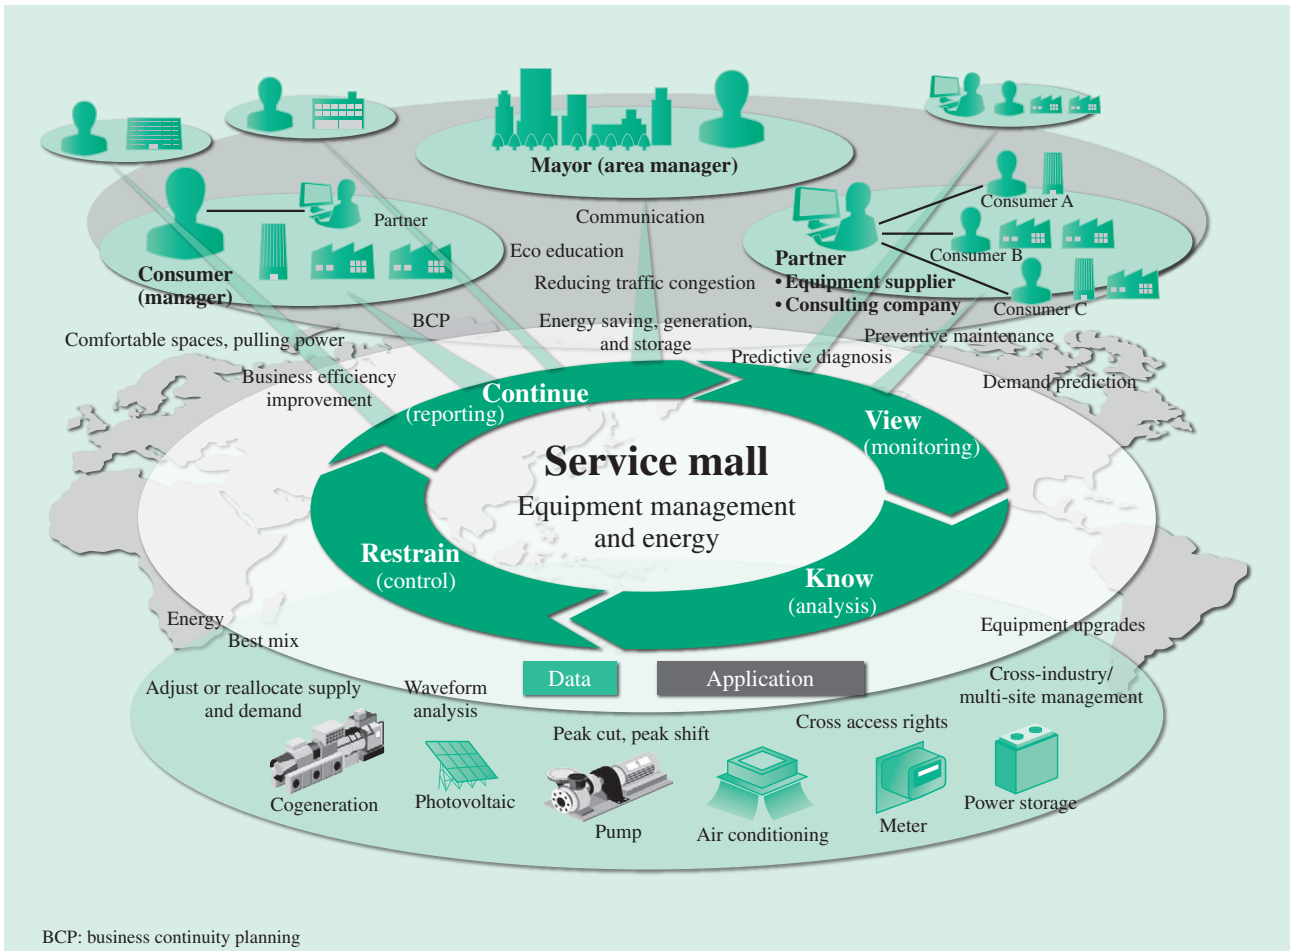 Mayor (area manager)
Partner
Consumer
(manager)
Consumer A
Consumer B
Consumer C
Partner
• Equipment supplier
• Consulting company
Communication
Eco education
Reducing traffic congestion
BCP
Energy saving, generation,
and storage
Comfortable spaces, pulling power
Business efficiency
improvement
Predictive diagnosis
Preventive maintenance
Demand prediction
Continue
(reporting)
View
(monitoring)
Service mall
Equipment management
and energy
Restrain
(control)
Know
(analysis)
Energy
Best mix
Equipment upgrades
Data
Application
Adjust or reallocate supply
and demand
Waveform
analysis
Peak cut, peak shift
Cross access rights
Cross-industry/
multi-site management
Cogeneration
Photovoltaic
Pump
Air conditioning
Meter
Power storage
BCP: business continuity planning